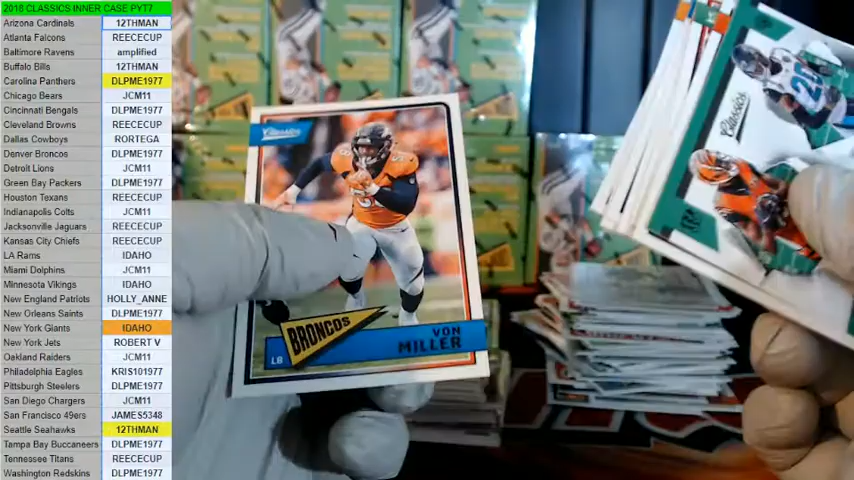 2018 CLASSICS INNER CASE PYT7
Arizona Cardinals 12THMAN
Atlanta Falcons REECECUP
Baltimore Ravens amplified
Buffalo Bills 12THMAN
Carolina Panthers DLPME1977
Chicago Bears JCM11
Cincinnati Bengals DLPME1977
Cleveland Browns REECECUP
Dallas Cowboys RORTEGA
Denver Broncos DLPME1977
Detroit Lions JCM11
Green Bay Packers DLPME1977
Houston Texans REECECUP
Indianapolis Colts JCM11
Jacksonville Jaguars REECECUP
Kansas City Chiefs REECECUP
LA Rams IDAHO
Miami Dolphins JCM11
Minnesota Vikings IDAHO
New England Patriots HOLLY_ANNE
New Orleans Saints DLPME1977
New York Giants IDAHO
New York Jets ROBERT V
Oakland Raiders JCM11
Philadelphia Eagles KRIS101977
Pittsburgh Steelers DLPME1977
San Diego Chargers JCM11
San Francisco 49ers JAMES5348
Seattle Seahawks 12THMAN
Tampa Bay Buccaneers DLPME1977
Tennessee Titans REECECUP
Washington Redskins DLPME1977
Classics
BRONCOS
LB
VON
MILLER
Classics